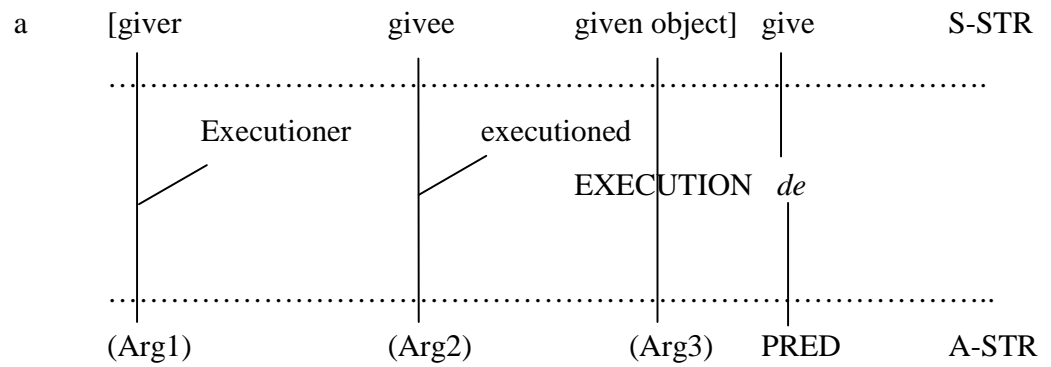 a [giver givee given object] give S-STR
………………………………………………………………………………………….
Executioner executioned
EXECUTION de
…………………………………………………………………………………………..
(Arg1) (Arg2) (Arg3) PRED A-STR